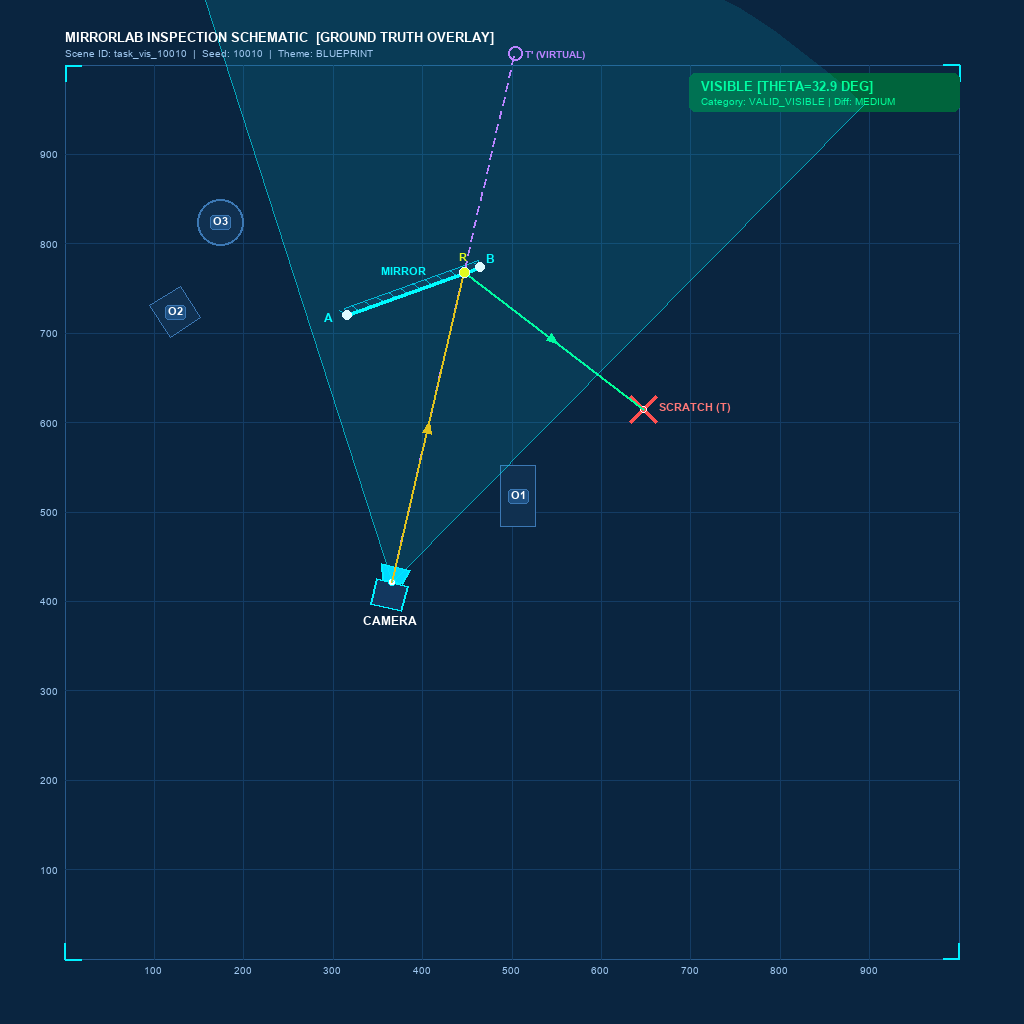 MIRRORLAB INSPECTION SCHEMATIC [GROUND TRUTH OVERLAY]
Scene ID: task_vis_10010 | Seed: 10010 | Theme: BLUEPRINT
T' (VIRTUAL)
VISIBLE [THETA=32.9 DEG]
Category: VALID_VISIBLE | Diff: MEDIUM
900
O3
800
R
B
MIRROR
O2
A
700
SCRATCH (T)
600
O1
500
400
CAMERA
300
200
100
100 200 300 400 500 600 700 800 900